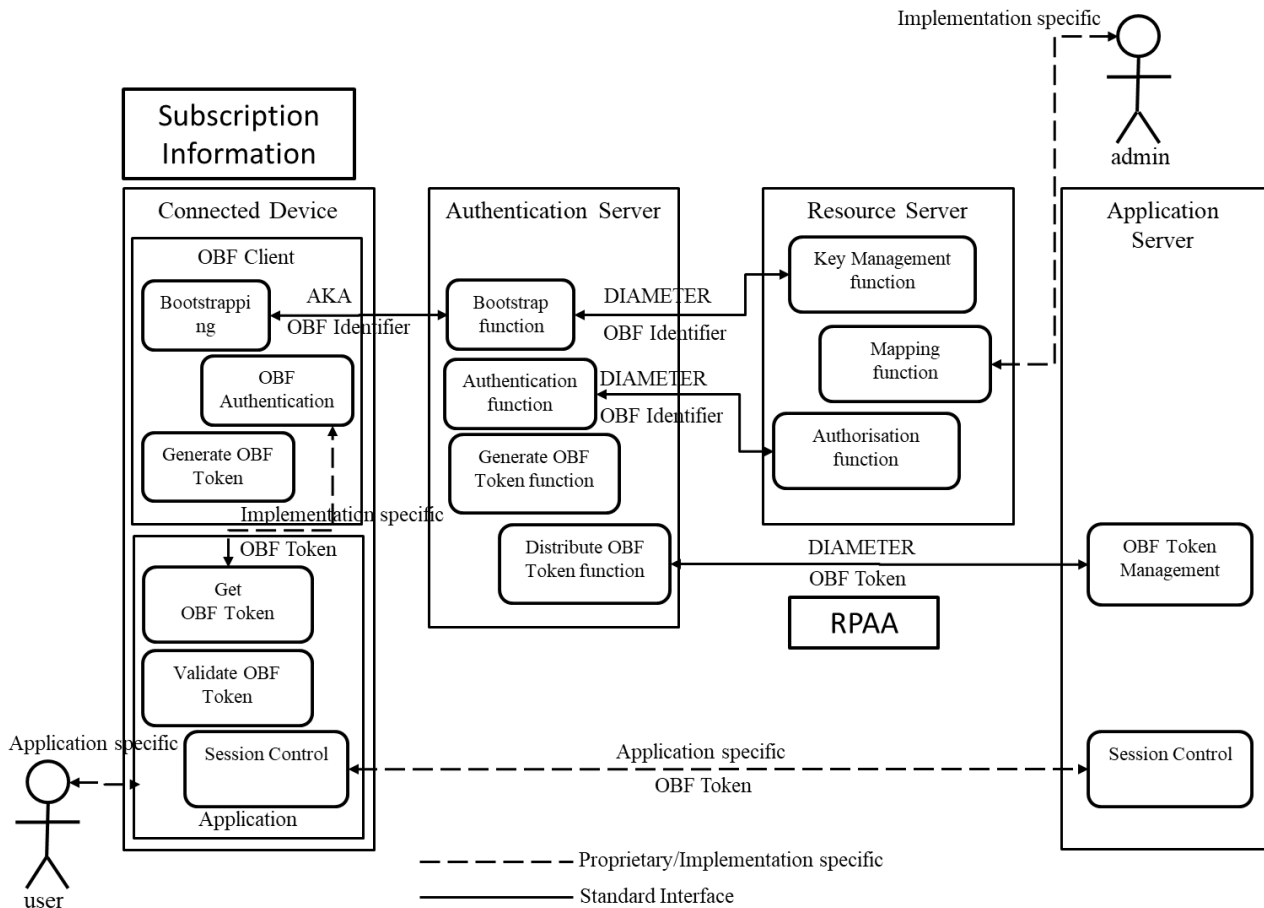 Implementation specific
admin
Subscription
Information
Connected Device
Authentication Server
Resource Server
Application
Server
OBF Client
Bootstrappi
ng
AKA
OBF Identifier
Bootstrap
function
DIAMETER
OBF Identifier
Key Management
function
Mapping
function
OBF
Authentication
Authentication
function
DIAMETER
OBF Identifier
Authorisation
function
Generate OBF
Token
Generate OBF
Token function
Implementation specific
OBF Token
Distribute OBF
Token function
DIAMETER
OBF Token
OBF Token
Management
Get
OBF Token
RPAA
Validate OBF
Token
Application specific
Session Control
Application specific
OBF Token
Session Control
Application
user
Proprietary/Implementation specific
Standard Interface